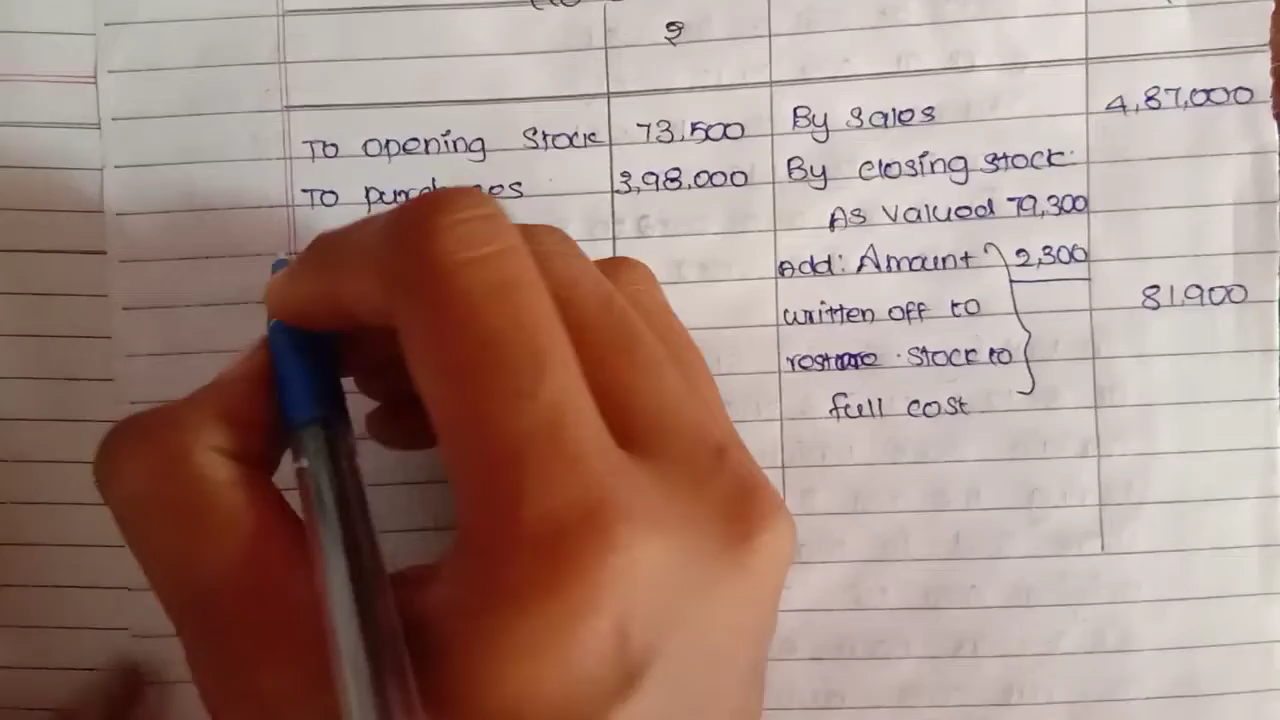 ₹
To opening Stock 73,500 By Sales 4,87,000
To purchases 3,98,000 By closing stock
As valued 79,300
Add: Amount 2,300
written off to 81,900
restore stock to
full cost